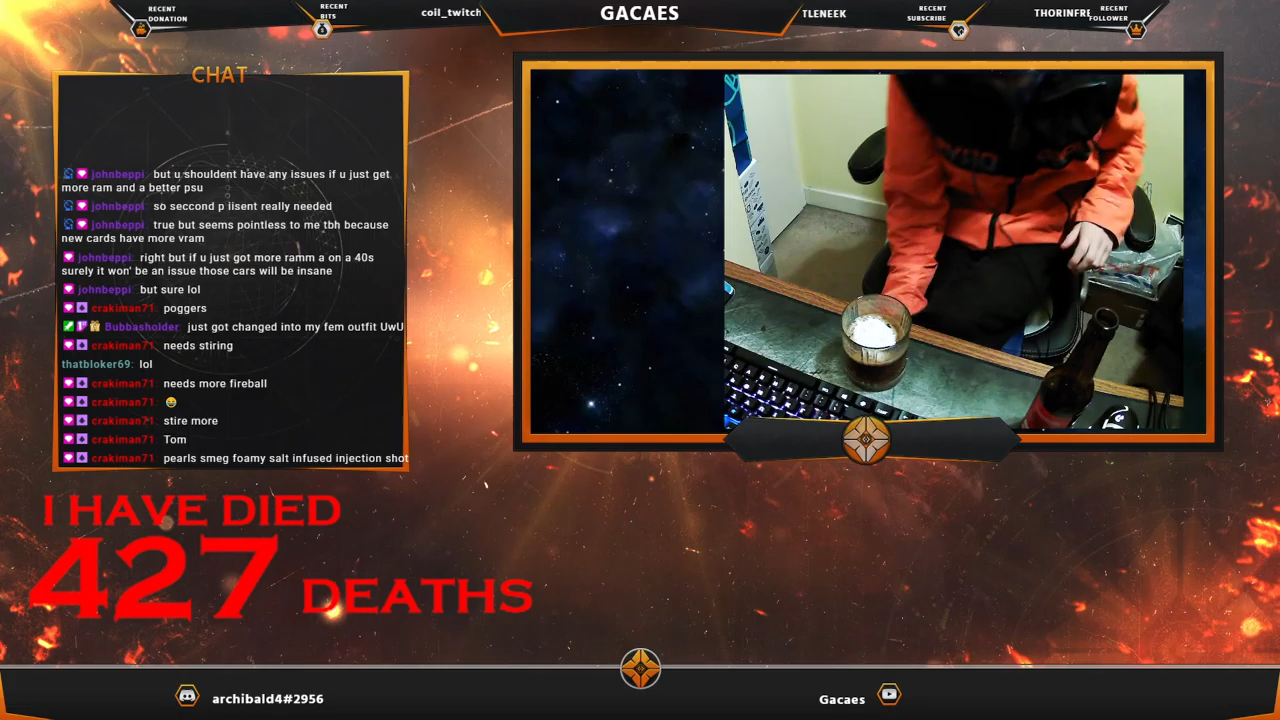 RECENT
DONATION
RECENT
BITS
coil_twitch
GACAES
TLENEEK
RECENT
SUBSCRIBE
THORINFRE
RECENT
FOLLOWER
CHAT
johnbeppi: but u shouldent have any issues if u just get
more ram and a better psu
johnbeppi: so seccond p iisent really needed
johnbeppi: true but seems pointless to me tbh because
new cards have more vram
johnbeppi: right but if u just got more ramm a on a 40s
surely it won' be an issue those cars will be insane
johnbeppi: but sure lol
crakiman71: poggers
Bubbasholder: just got changed into my fem outfit UwU
crakiman71: needs stiring
thatbloker69: lol
crakiman71: needs more fireball
crakiman71: 😆
crakiman71: stire more
crakiman71: Tom
crakiman71: pearls smeg foamy salt infused injection shot
I HAVE DIED
427 DEATHS
archibald4#2956
Gacaes